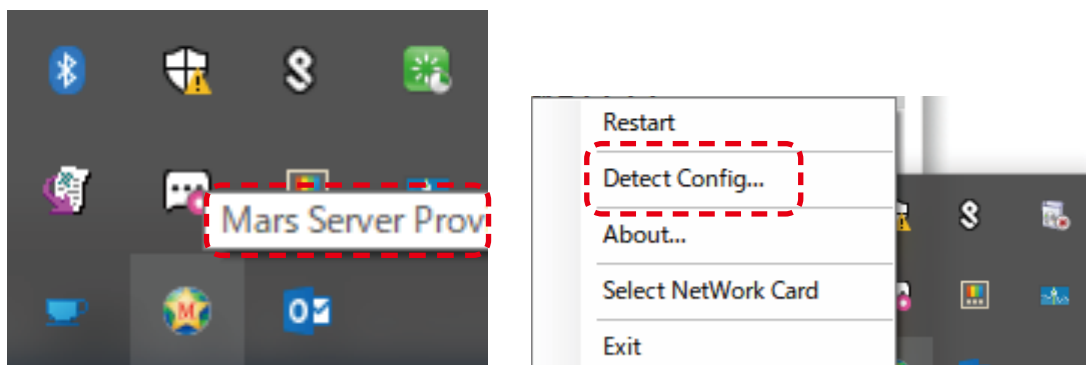 Mars Server Prov
Restart
Detect Config...
About...
Select NetWork Card
Exit